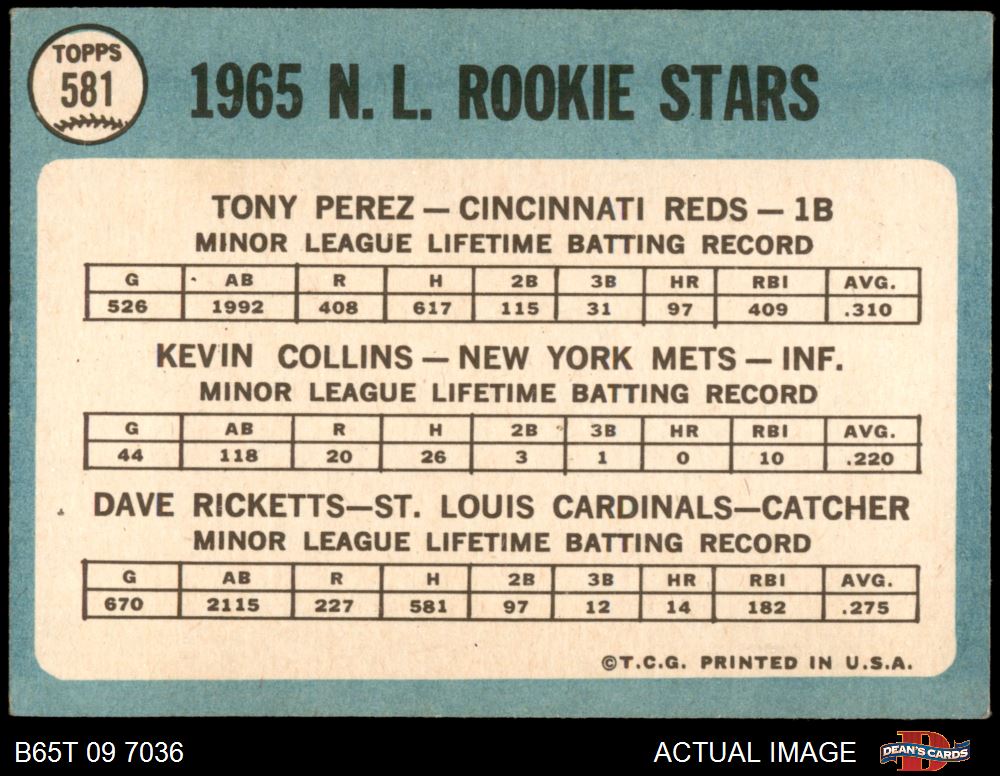 TOPPS
581
1965 N. L. ROOKIE STARS
TONY PEREZ — CINCINNATI REDS — 1B
MINOR LEAGUE LIFETIME BATTING RECORD
G AB R H 2B 3B HR RBI AVG.
526 1992 408 617 115 31 97 409 .310
KEVIN COLLINS — NEW YORK METS — INF.
MINOR LEAGUE LIFETIME BATTING RECORD
G AB R H 2B 3B HR RBI AVG.
44 118 20 26 3 1 0 10 .220
DAVE RICKETTS—ST. LOUIS CARDINALS—CATCHER
MINOR LEAGUE LIFETIME BATTING RECORD
G AB R H 2B 3B HR RBI AVG.
670 2115 227 581 97 12 14 182 .275
©T.C.G. PRINTED IN U.S.A.
B65T 09 7036
ACTUAL IMAGE
D
DEAN'S CARDS